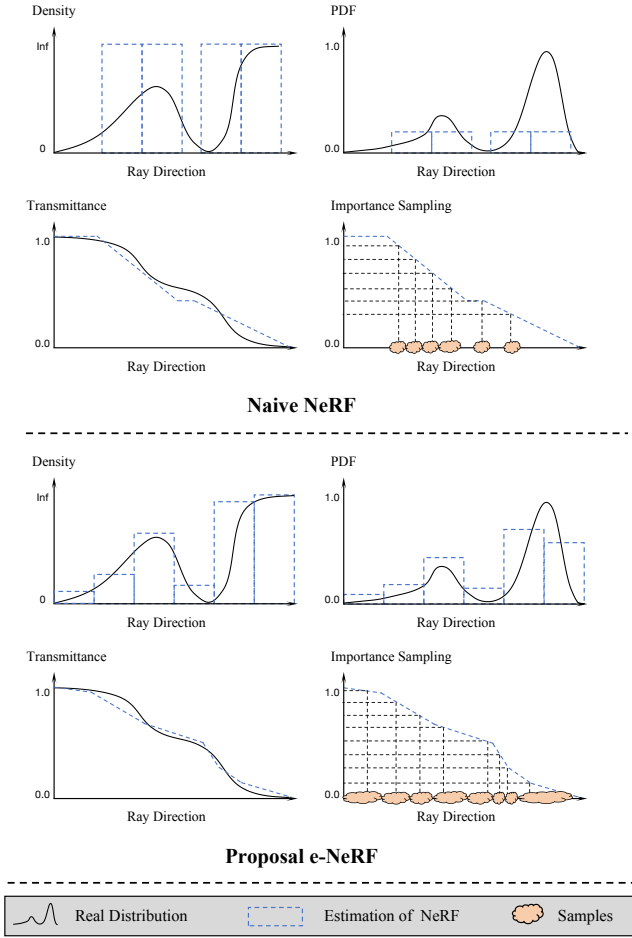 Density
PDF
Inf
0
Ray Direction
1.0
0.0
Ray Direction
Transmittance
Importance Sampling
1.0
0.0
Ray Direction
1.0
0.0
Ray Direction
Naive NeRF
Density
PDF
Inf
0
Ray Direction
1.0
0.0
Ray Direction
Transmittance
Importance Sampling
1.0
0.0
Ray Direction
1.0
0.0
Ray Direction
Proposal e-NeRF
Real Distribution
Estimation of NeRF
Samples